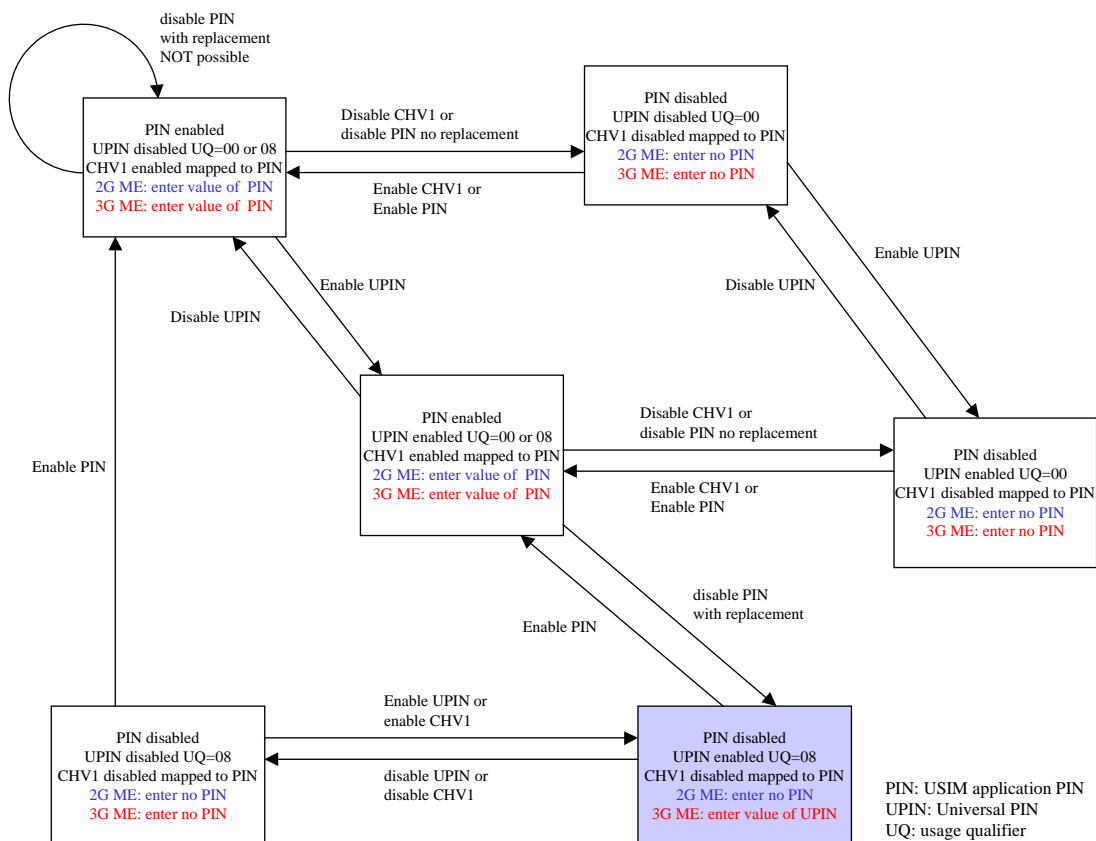 disable PIN
with replacement
NOT possible
PIN enabled
UPIN disabled UQ=00 or 08
CHV1 enabled mapped to PIN
2G ME: enter value of PIN
3G ME: enter value of PIN
Disable CHV1 or
disable PIN no replacement
Enable CHV1 or
Enable PIN
PIN disabled
UPIN disabled UQ=00
CHV1 disabled mapped to PIN
2G ME: enter no PIN
3G ME: enter no PIN
Enable UPIN
Disable UPIN
Enable UPIN
Disable UPIN
PIN enabled
UPIN enabled UQ=00 or 08
CHV1 enabled mapped to PIN
2G ME: enter value of PIN
3G ME: enter value of PIN
Disable CHV1 or
disable PIN no replacement
Enable CHV1 or
Enable PIN
PIN disabled
UPIN enabled UQ=00
CHV1 disabled mapped to PIN
2G ME: enter no PIN
3G ME: enter no PIN
Enable PIN
disable PIN
with replacement
Enable PIN
PIN disabled
UPIN disabled UQ=08
CHV1 disabled mapped to PIN
2G ME: enter no PIN
3G ME: enter no PIN
Enable UPIN or
enable CHV1
disable UPIN or
disable CHV1
PIN disabled
UPIN enabled UQ=08
CHV1 disabled mapped to PIN
2G ME: enter no PIN
3G ME: enter value of UPIN
PIN: USIM application PIN
UPIN: Universal PIN
UQ: usage qualifier